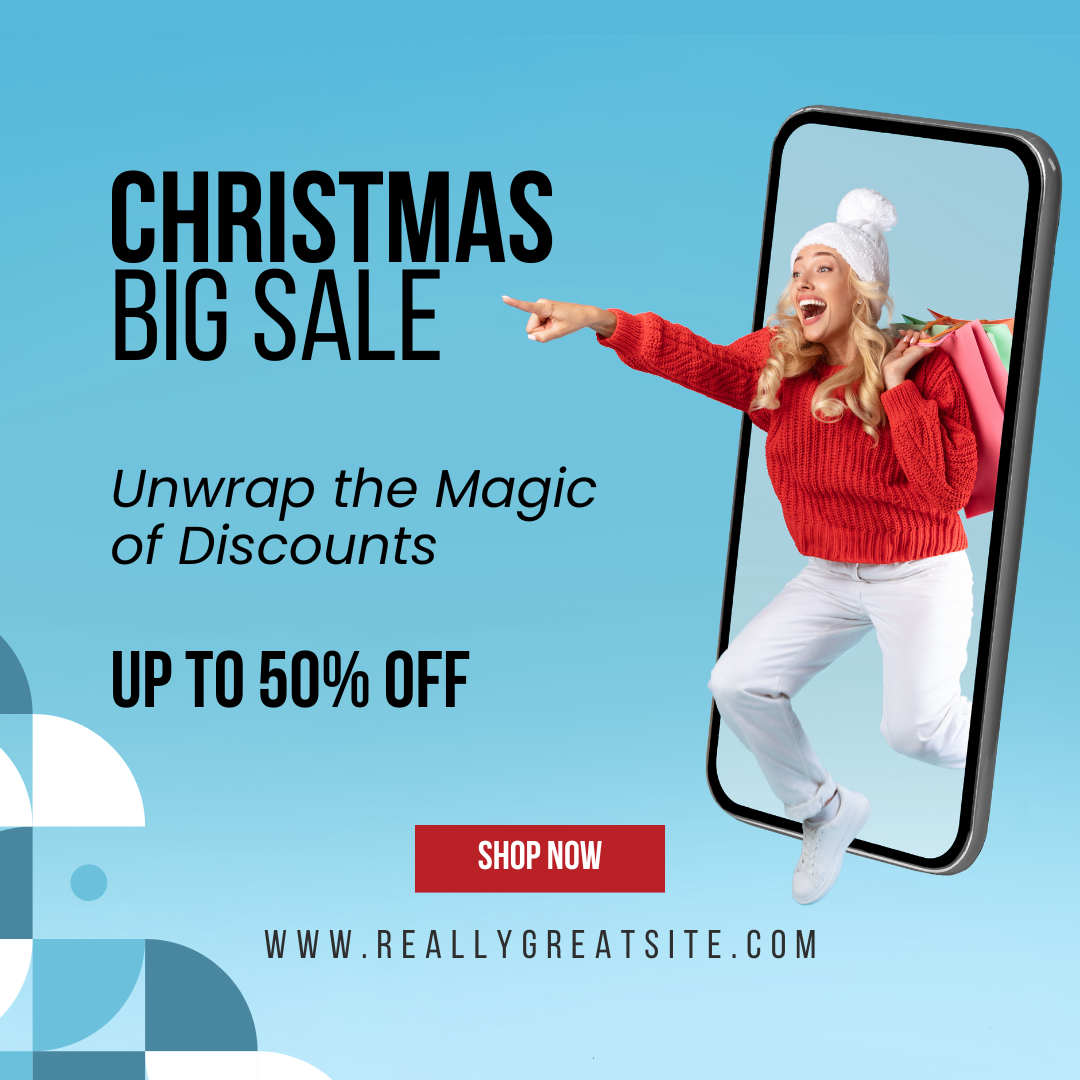 CHRISTMAS
BIG SALE
Unwrap the Magic
of Discounts
UP TO 50% OFF
SHOP NOW
WWW.REALLYGREATSITE.COM